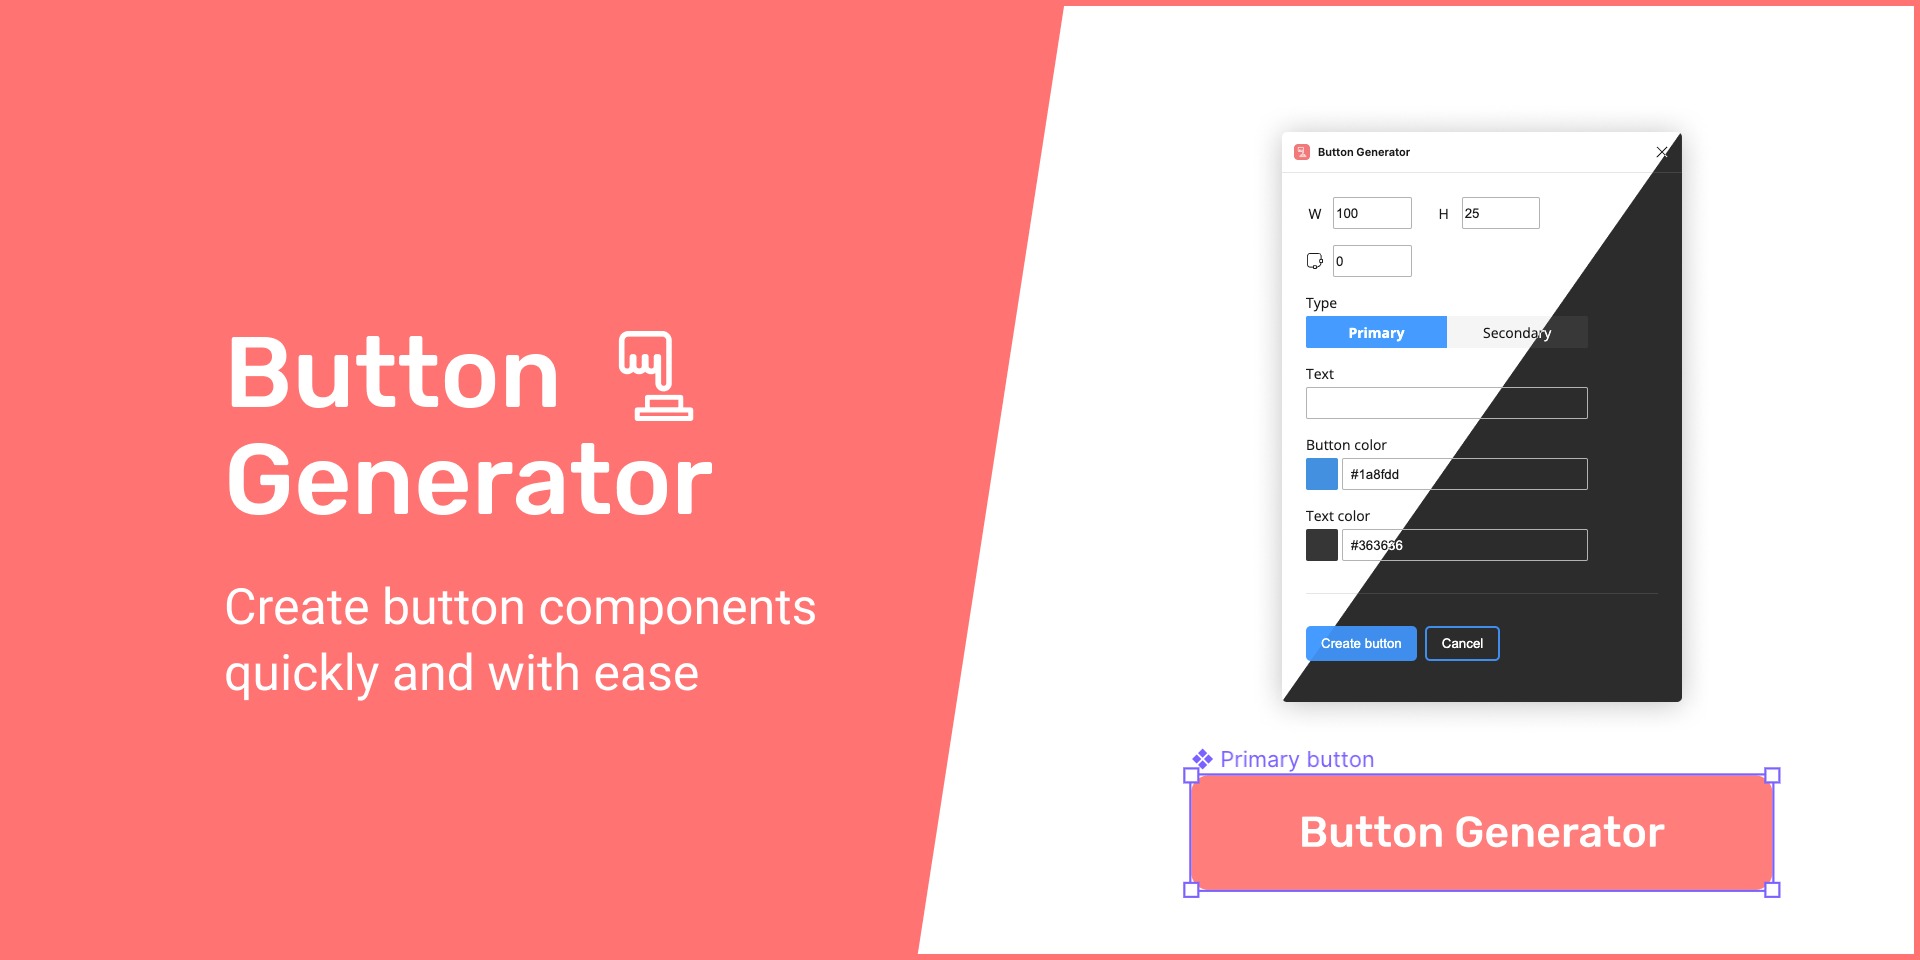 Button
Generator
Create button components
quickly and with ease
Button Generator
W 100 H 25
0
Type
Primary Secondary
Text
Button color
#1a8fdd
Text color
#363636
Create button Cancel
Primary button
Button Generator